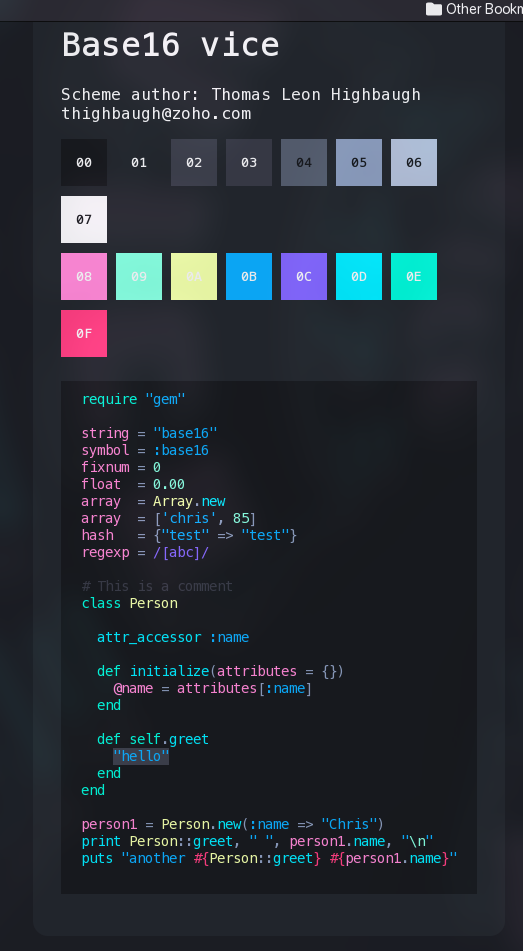 Other Bookm
Base16 vice
Scheme author: Thomas Leon Highbaugh
thighbaugh@zoho.com
00 01 02 03 04 05 06
07
08 09 0A 0B 0C 0D 0E
0F
require "gem"
string = "base16"
symbol = :base16
fixnum = 0
float  = 0.00
array  = Array.new
array  = ['chris', 85]
hash   = {"test" => "test"}
regexp = /[abc]/
# This is a comment
class Person
  attr_accessor :name
  def initialize(attributes = {})
    @name = attributes[:name]
  end
  def self.greet
    "hello"
  end
end
person1 = Person.new(:name => "Chris")
print Person::greet, " ", person1.name, "\n"
puts "another #{Person::greet} #{person1.name}"